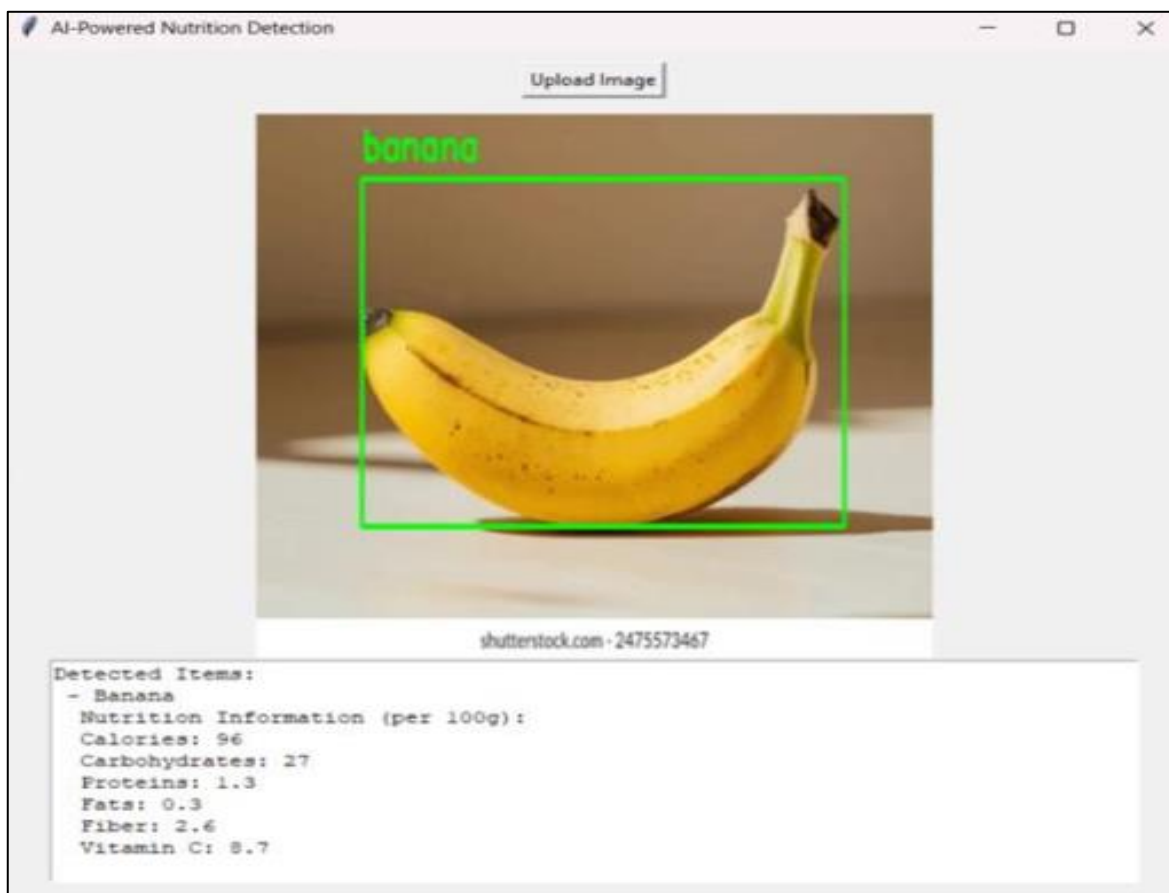 AI-Powered Nutrition Detection
Upload Image
banana
shutterstock.com · 2475573467
Detected Items:
- Banana
Nutrition Information (per 100g):
Calories: 96
Carbohydrates: 27
Proteins: 1.3
Fats: 0.3
Fiber: 2.6
Vitamin C: 8.7